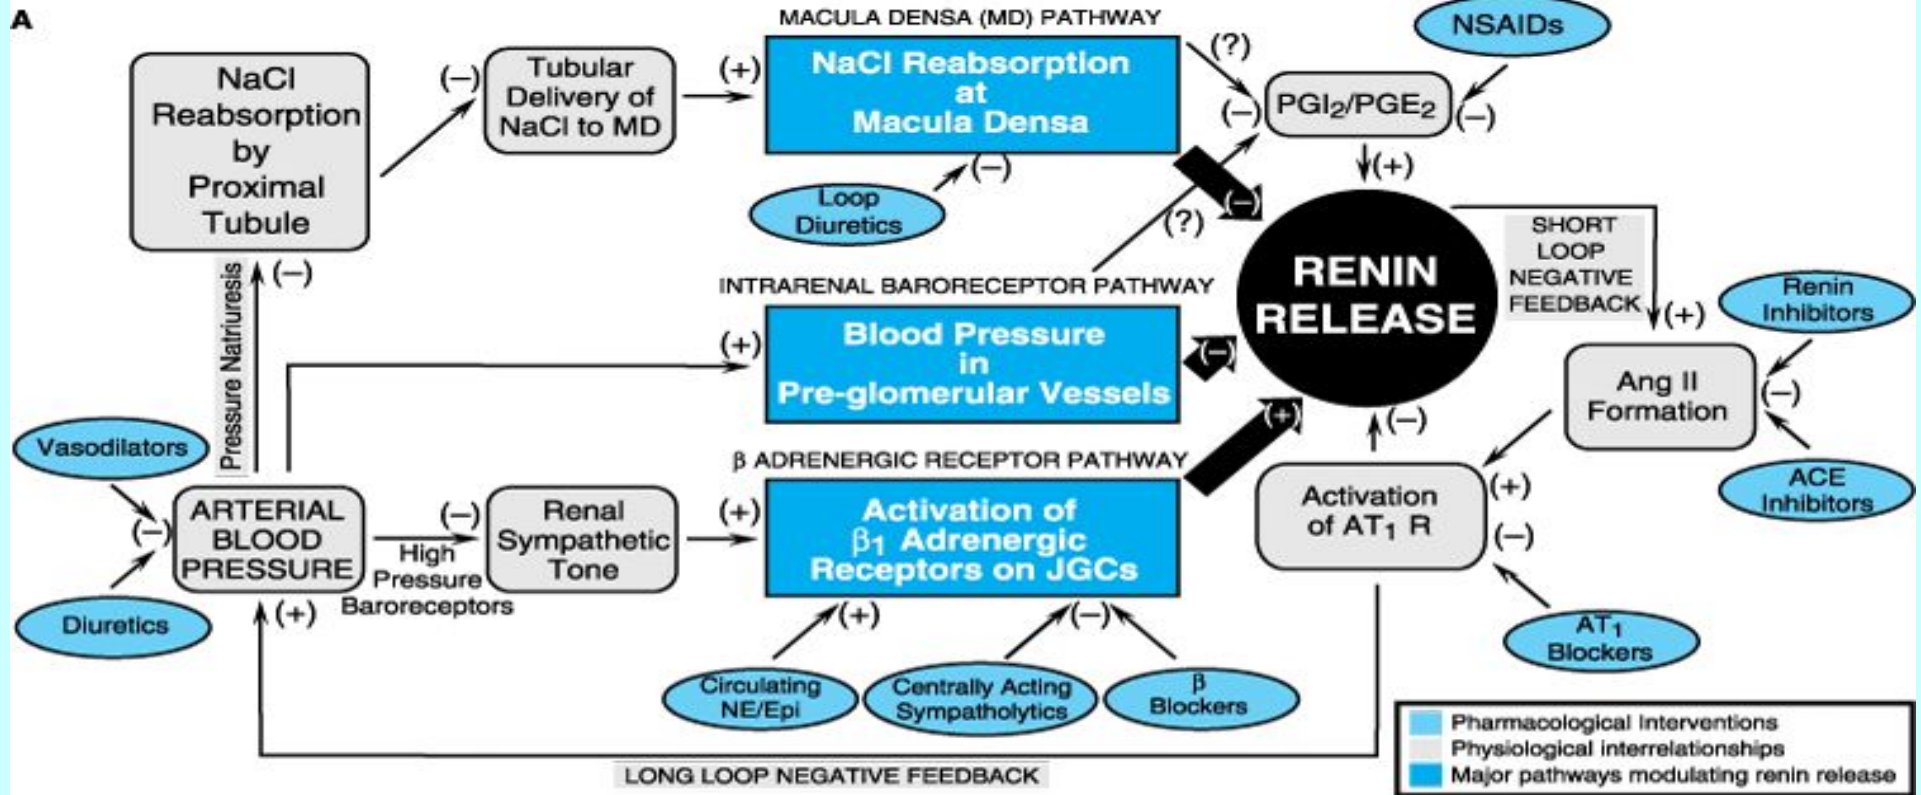 A
MACULA DENSA (MD) PATHWAY
NSAIDs
NaCl
Reabsorption
by
Proximal
Tubule
(–)
Tubular
Delivery of
NaCl to MD
(+)
NaCl Reabsorption
at
Macula Densa
(?)
(–)
PGI2/PGE2
(–)
(+)
(–)
Loop
Diuretics
(–)
(?)
Pressure Natriuresis
(–)
INTRARENAL BARORECEPTOR PATHWAY
(+)
Blood Pressure
in
Pre-glomerular Vessels
(–)
RENIN
RELEASE
SHORT
LOOP
NEGATIVE
FEEDBACK
(+)
Renin
Inhibitors
Ang II
Formation
(–)
ACE
Inhibitors
Vasodilators
(–)
Diuretics
ARTERIAL
BLOOD
PRESSURE
(+)
(–)
High
Pressure
Baroreceptors
Renal
Sympathetic
Tone
(+)
β ADRENERGIC RECEPTOR PATHWAY
Activation of
β1 Adrenergic
Receptors on JGCs
(+)
(–)
Activation
of AT1 R
(+)
(–)
AT1
Blockers
(+)
(–)
Circulating
NE/Epi
Centrally Acting
Sympatholytics
β
Blockers
LONG LOOP NEGATIVE FEEDBACK
Pharmacological Interventions
Physiological interrelationships
Major pathways modulating renin release